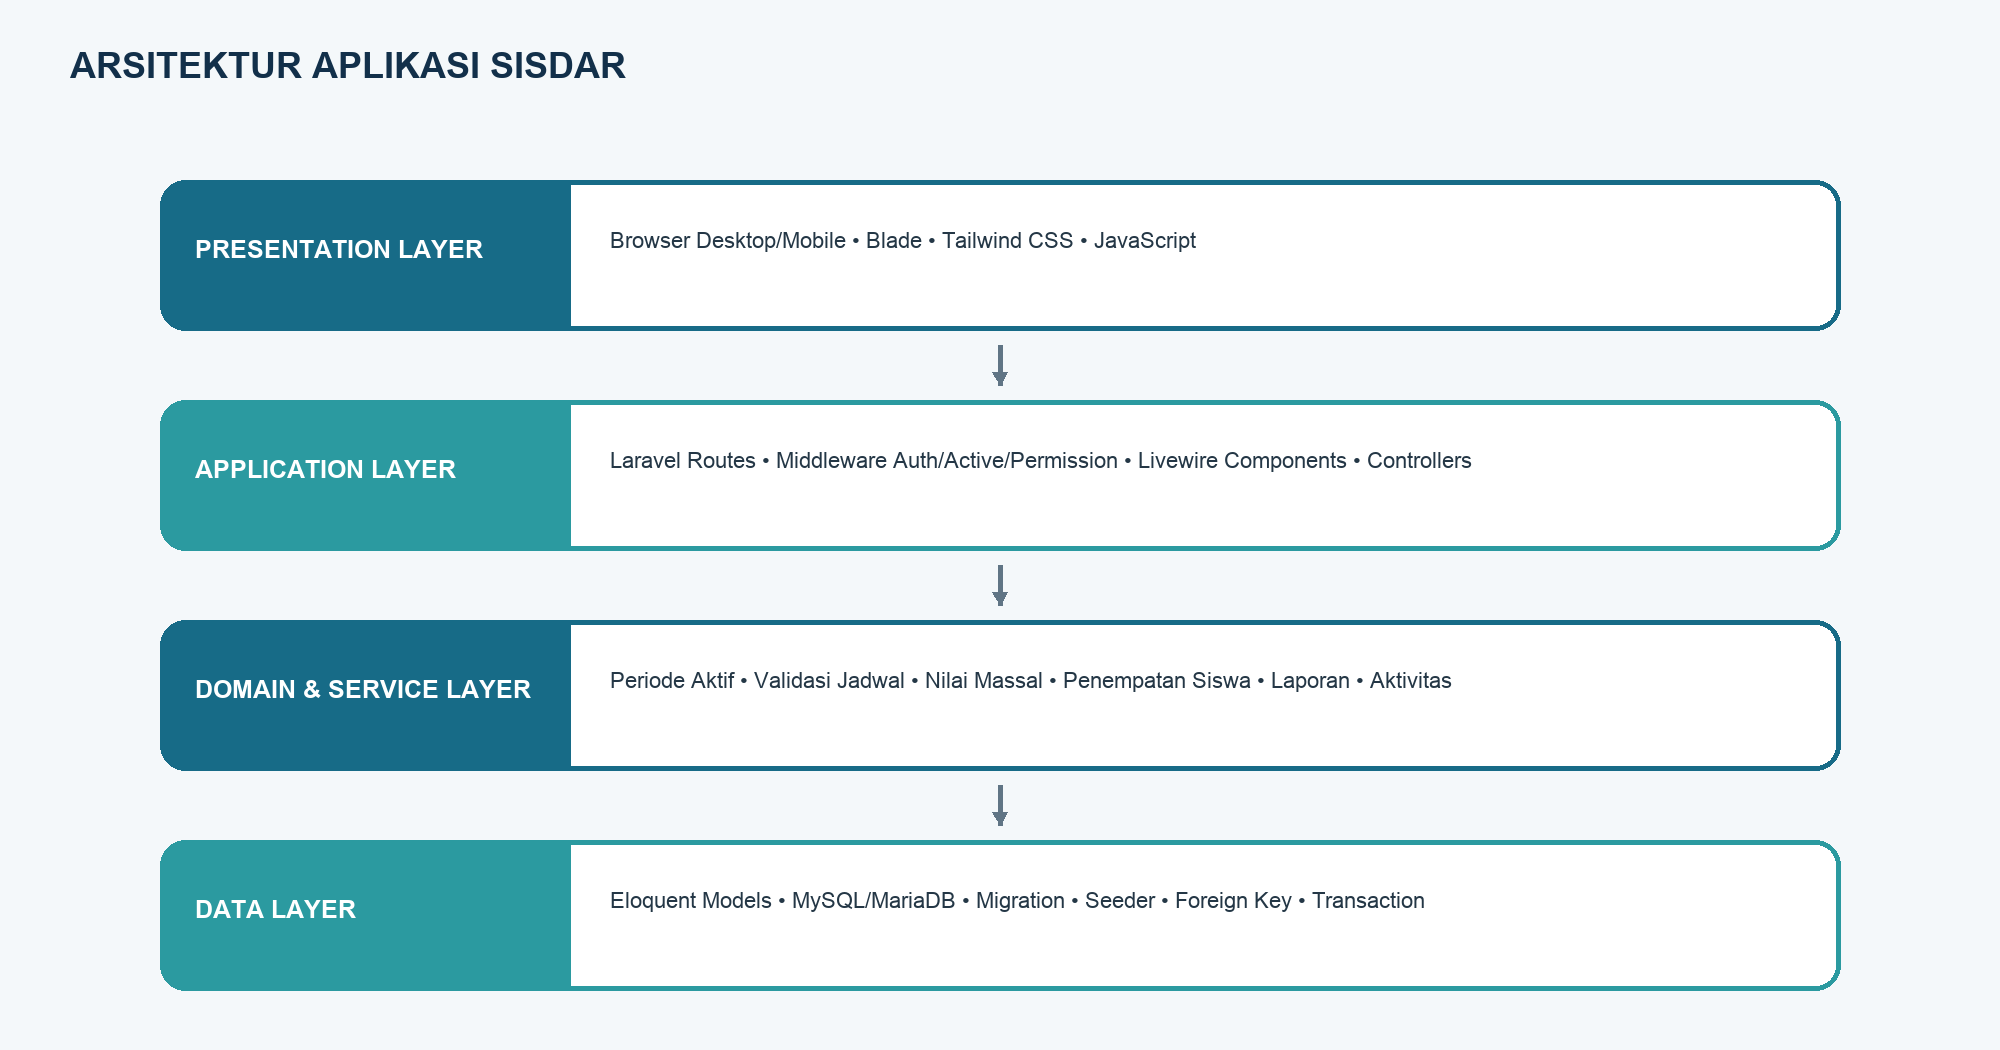 ARSITEKTUR APLIKASI SISDAR
PRESENTATION LAYER
Browser Desktop/Mobile • Blade • Tailwind CSS • JavaScript
APPLICATION LAYER
Laravel Routes • Middleware Auth/Active/Permission • Livewire Components • Controllers
DOMAIN & SERVICE LAYER
Periode Aktif • Validasi Jadwal • Nilai Massal • Penempatan Siswa • Laporan • Aktivitas
DATA LAYER
Eloquent Models • MySQL/MariaDB • Migration • Seeder • Foreign Key • Transaction